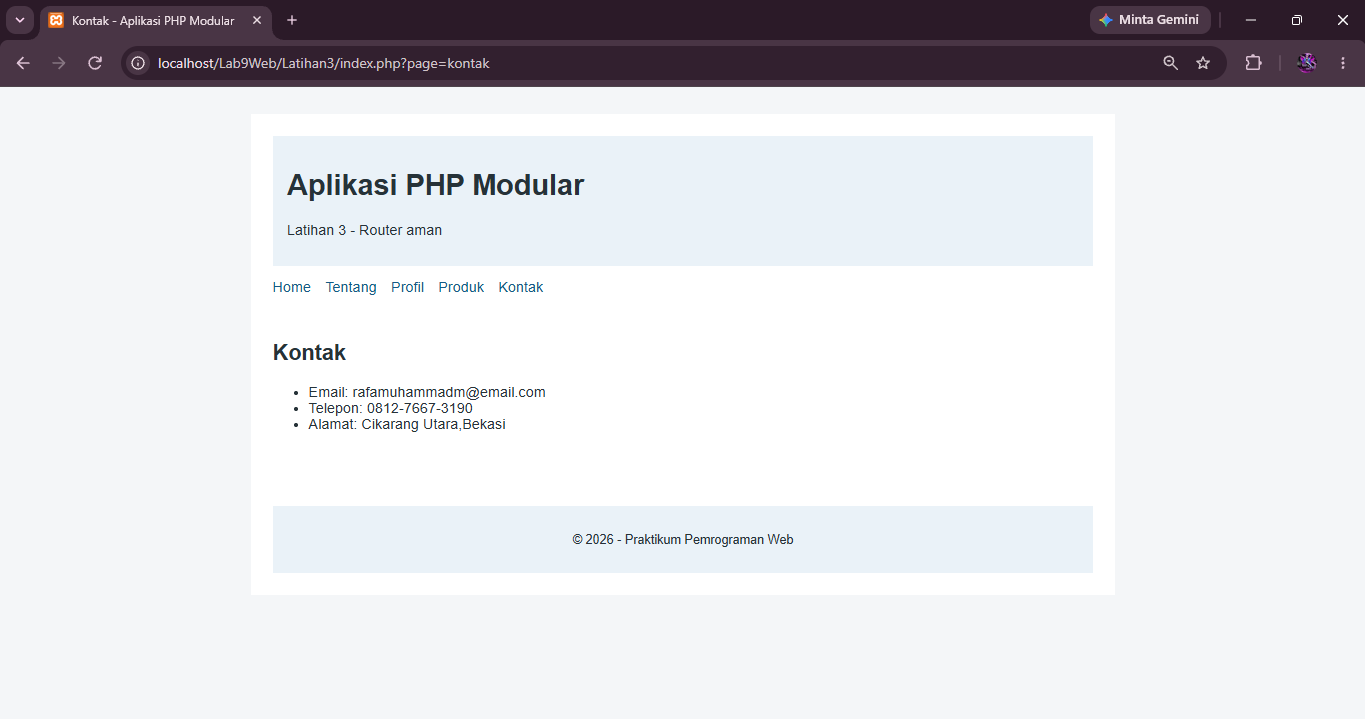 Kontak - Aplikasi PHP Modular
Minta Gemini
localhost/Lab9Web/Latihan3/index.php?page=kontak
Aplikasi PHP Modular
Latihan 3 - Router aman
Home Tentang Profil Produk Kontak
Kontak
• Email: rafamuhammadm@email.com
• Telepon: 0812-7667-3190
• Alamat: Cikarang Utara,Bekasi
© 2026 - Praktikum Pemrograman Web